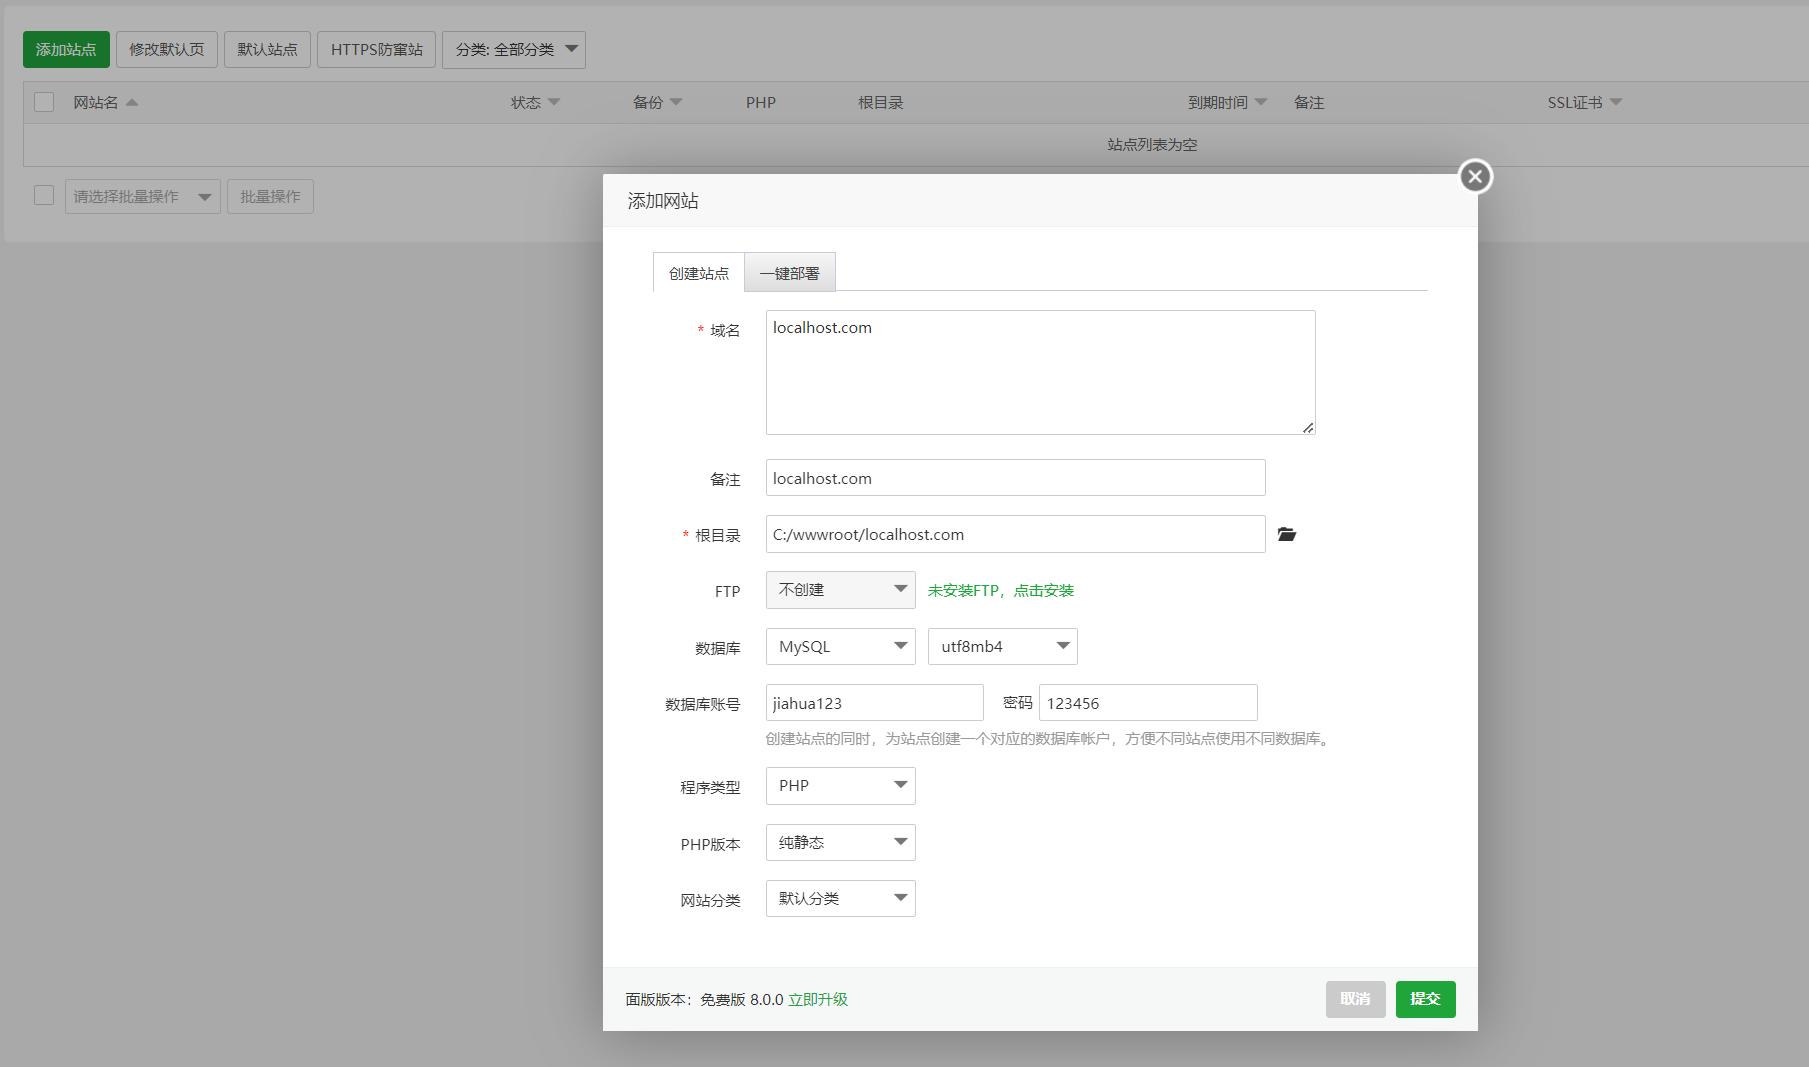 添加站点 修改默认页 默认站点 HTTPS防窜站 分类: 全部分类
网站名 状态 备份 PHP 根目录 到期时间 备注 SSL证书
站点列表为空
请选择批量操作 批量操作
添加网站
创建站点 一键部署
* 域名 localhost.com
备注 localhost.com
* 根目录 C:/wwwroot/localhost.com
FTP 不创建 未安装FTP，点击安装
数据库 MySQL utf8mb4
数据库账号 jiahua123 密码 123456
创建站点的同时，为站点创建一个对应的数据库帐户，方便不同站点使用不同数据库。
程序类型 PHP
PHP版本 纯静态
网站分类 默认分类
面版版本：免费版 8.0.0 立即升级 取消 提交